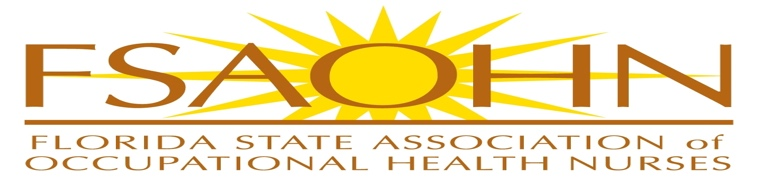 FSAOHN
FLORIDA STATE ASSOCIATION of
OCCUPATIONAL HEALTH NURSES